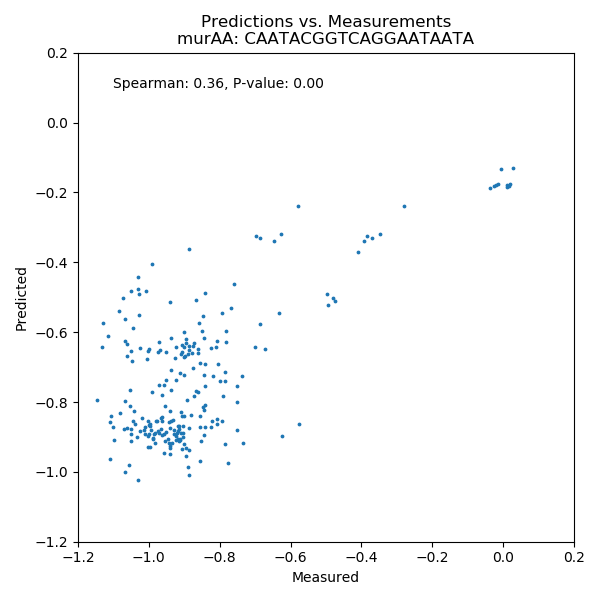 Predictions vs. Measurements
murAA: CAATACGGTCAGGAATAATA
0.2
Spearman: 0.36, P-value: 0.00
0.0
−0.2
−0.4
Predicted
−0.6
−0.8
−1.0
−1.2
−1.2 −1.0 −0.8 −0.6 −0.4 −0.2 0.0 0.2
Measured